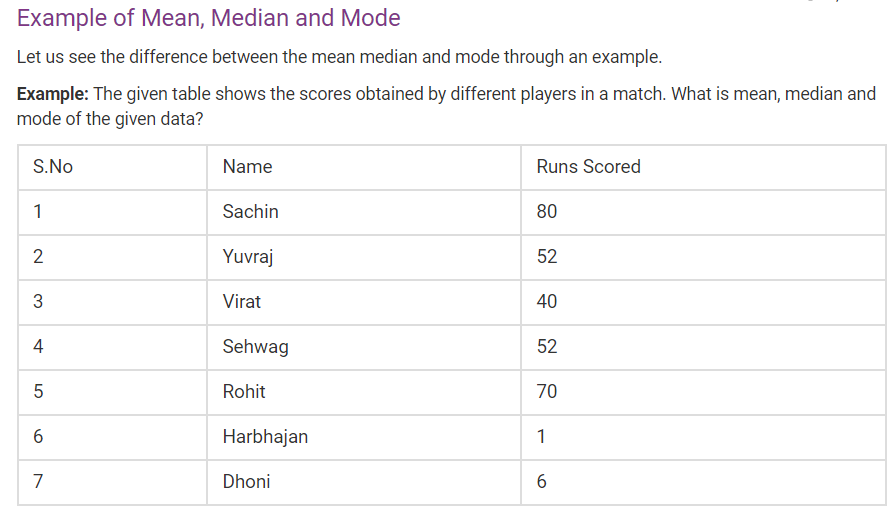 Example of Mean, Median and Mode
Let us see the difference between the mean median and mode through an example.
Example: The given table shows the scores obtained by different players in a match. What is mean, median and
mode of the given data?
S.No Name Runs Scored
1 Sachin 80
2 Yuvraj 52
3 Virat 40
4 Sehwag 52
5 Rohit 70
6 Harbhajan 1
7 Dhoni 6